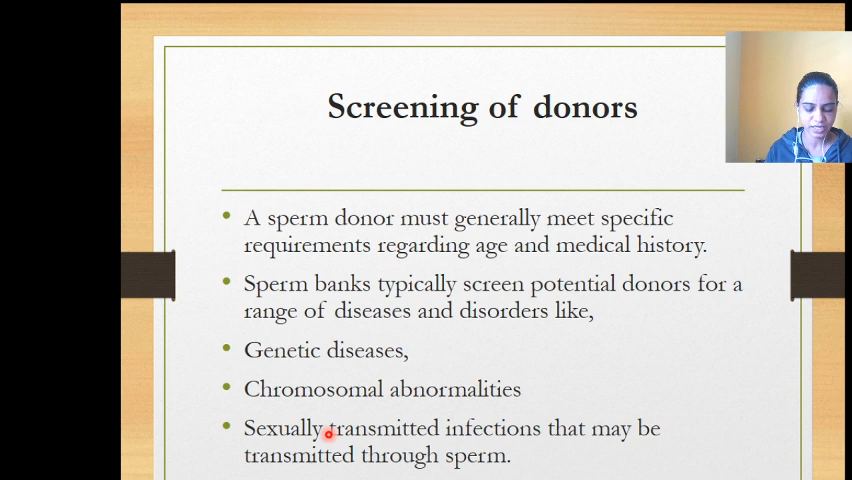 Screening of donors
A sperm donor must generally meet specific
requirements regarding age and medical history.
Sperm banks typically screen potential donors for a
range of diseases and disorders like,
Genetic diseases,
Chromosomal abnormalities
Sexually transmitted infections that may be
transmitted through sperm.